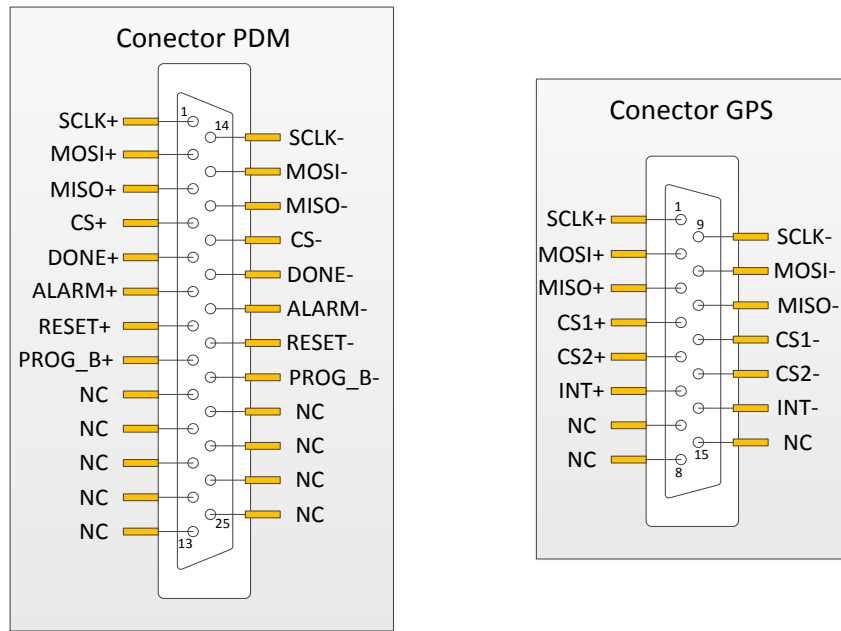 Conector PDM
1
14
SCLK+
SCLK-
MOSI+
MOSI-
MISO+
MISO-
CS+
CS-
DONE+
DONE-
ALARM+
ALARM-
RESET+
RESET-
PROG_B+
PROG_B-
NC
NC
NC
NC
NC
NC
NC
NC
NC
25
13
Conector GPS
1
9
SCLK+
SCLK-
MOSI+
MOSI-
MISO+
MISO-
CS1+
CS1-
CS2+
CS2-
INT+
INT-
NC
NC
NC
15
8